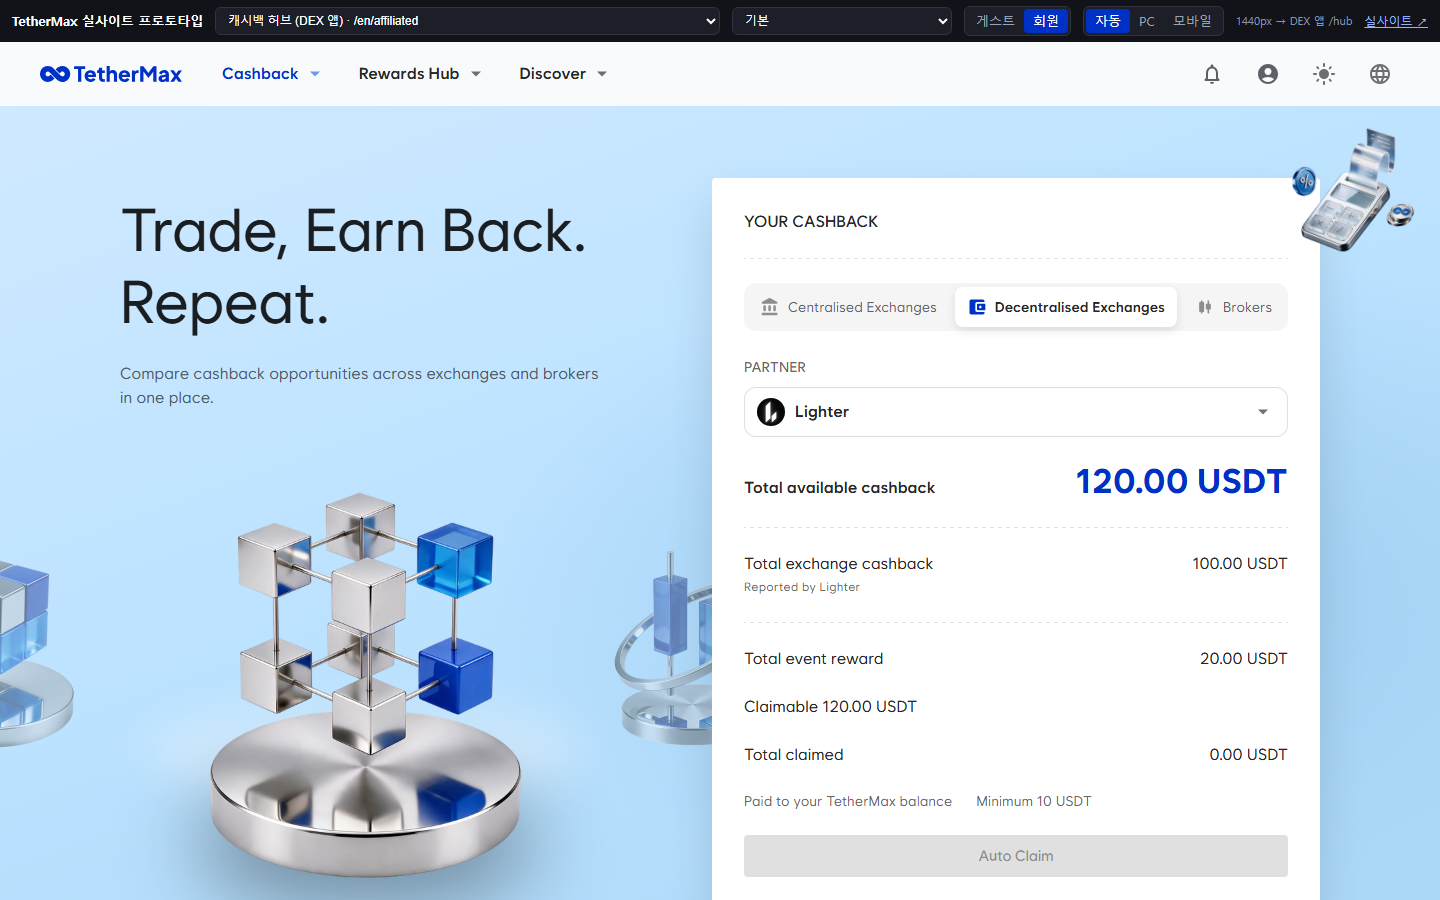 TetherMax 실사이트 프로토타입
캐시백 허브 (DEX 앱) · /en/affiliated
기본
게스트 회원
자동 PC 모바일
1440px → DEX 앱 /hub
실사이트 ↗
TetherMax
Cashback
Rewards Hub
Discover
Trade, Earn Back.
Repeat.
Compare cashback opportunities across exchanges and brokers
in one place.
YOUR CASHBACK
Centralised Exchanges
Decentralised Exchanges
Brokers
PARTNER
Lighter
Total available cashback 120.00 USDT
Total exchange cashback 100.00 USDT
Reported by Lighter
Total event reward 20.00 USDT
Claimable 120.00 USDT
Total claimed 0.00 USDT
Paid to your TetherMax balance Minimum 10 USDT
Auto Claim